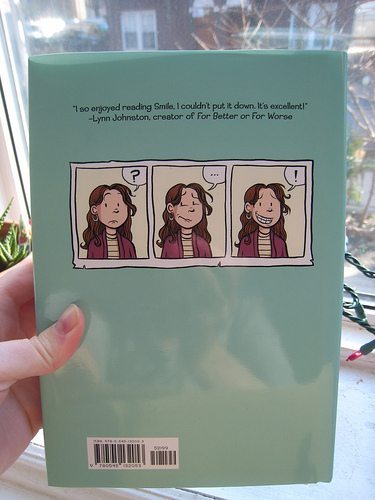 "I so enjoyed reading Smile, I couldn't put it down. It's excellent!"
-Lynn Johnston, creator of For Better or For Worse
?
...
!